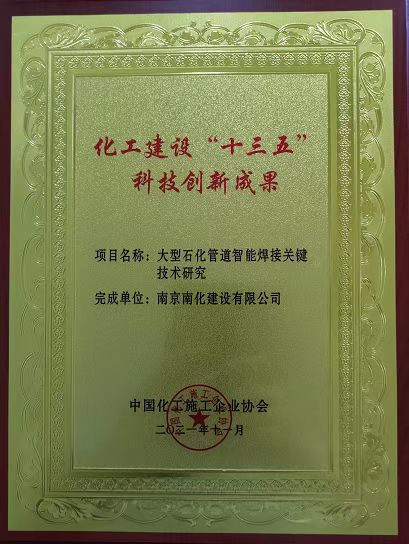 化工建设“十三五”
科技创新成果
项目名称：大型石化管道智能焊接关键
技术研究
完成单位：南京南化建设有限公司
中国化工施工企业协会
二〇二一年十一月